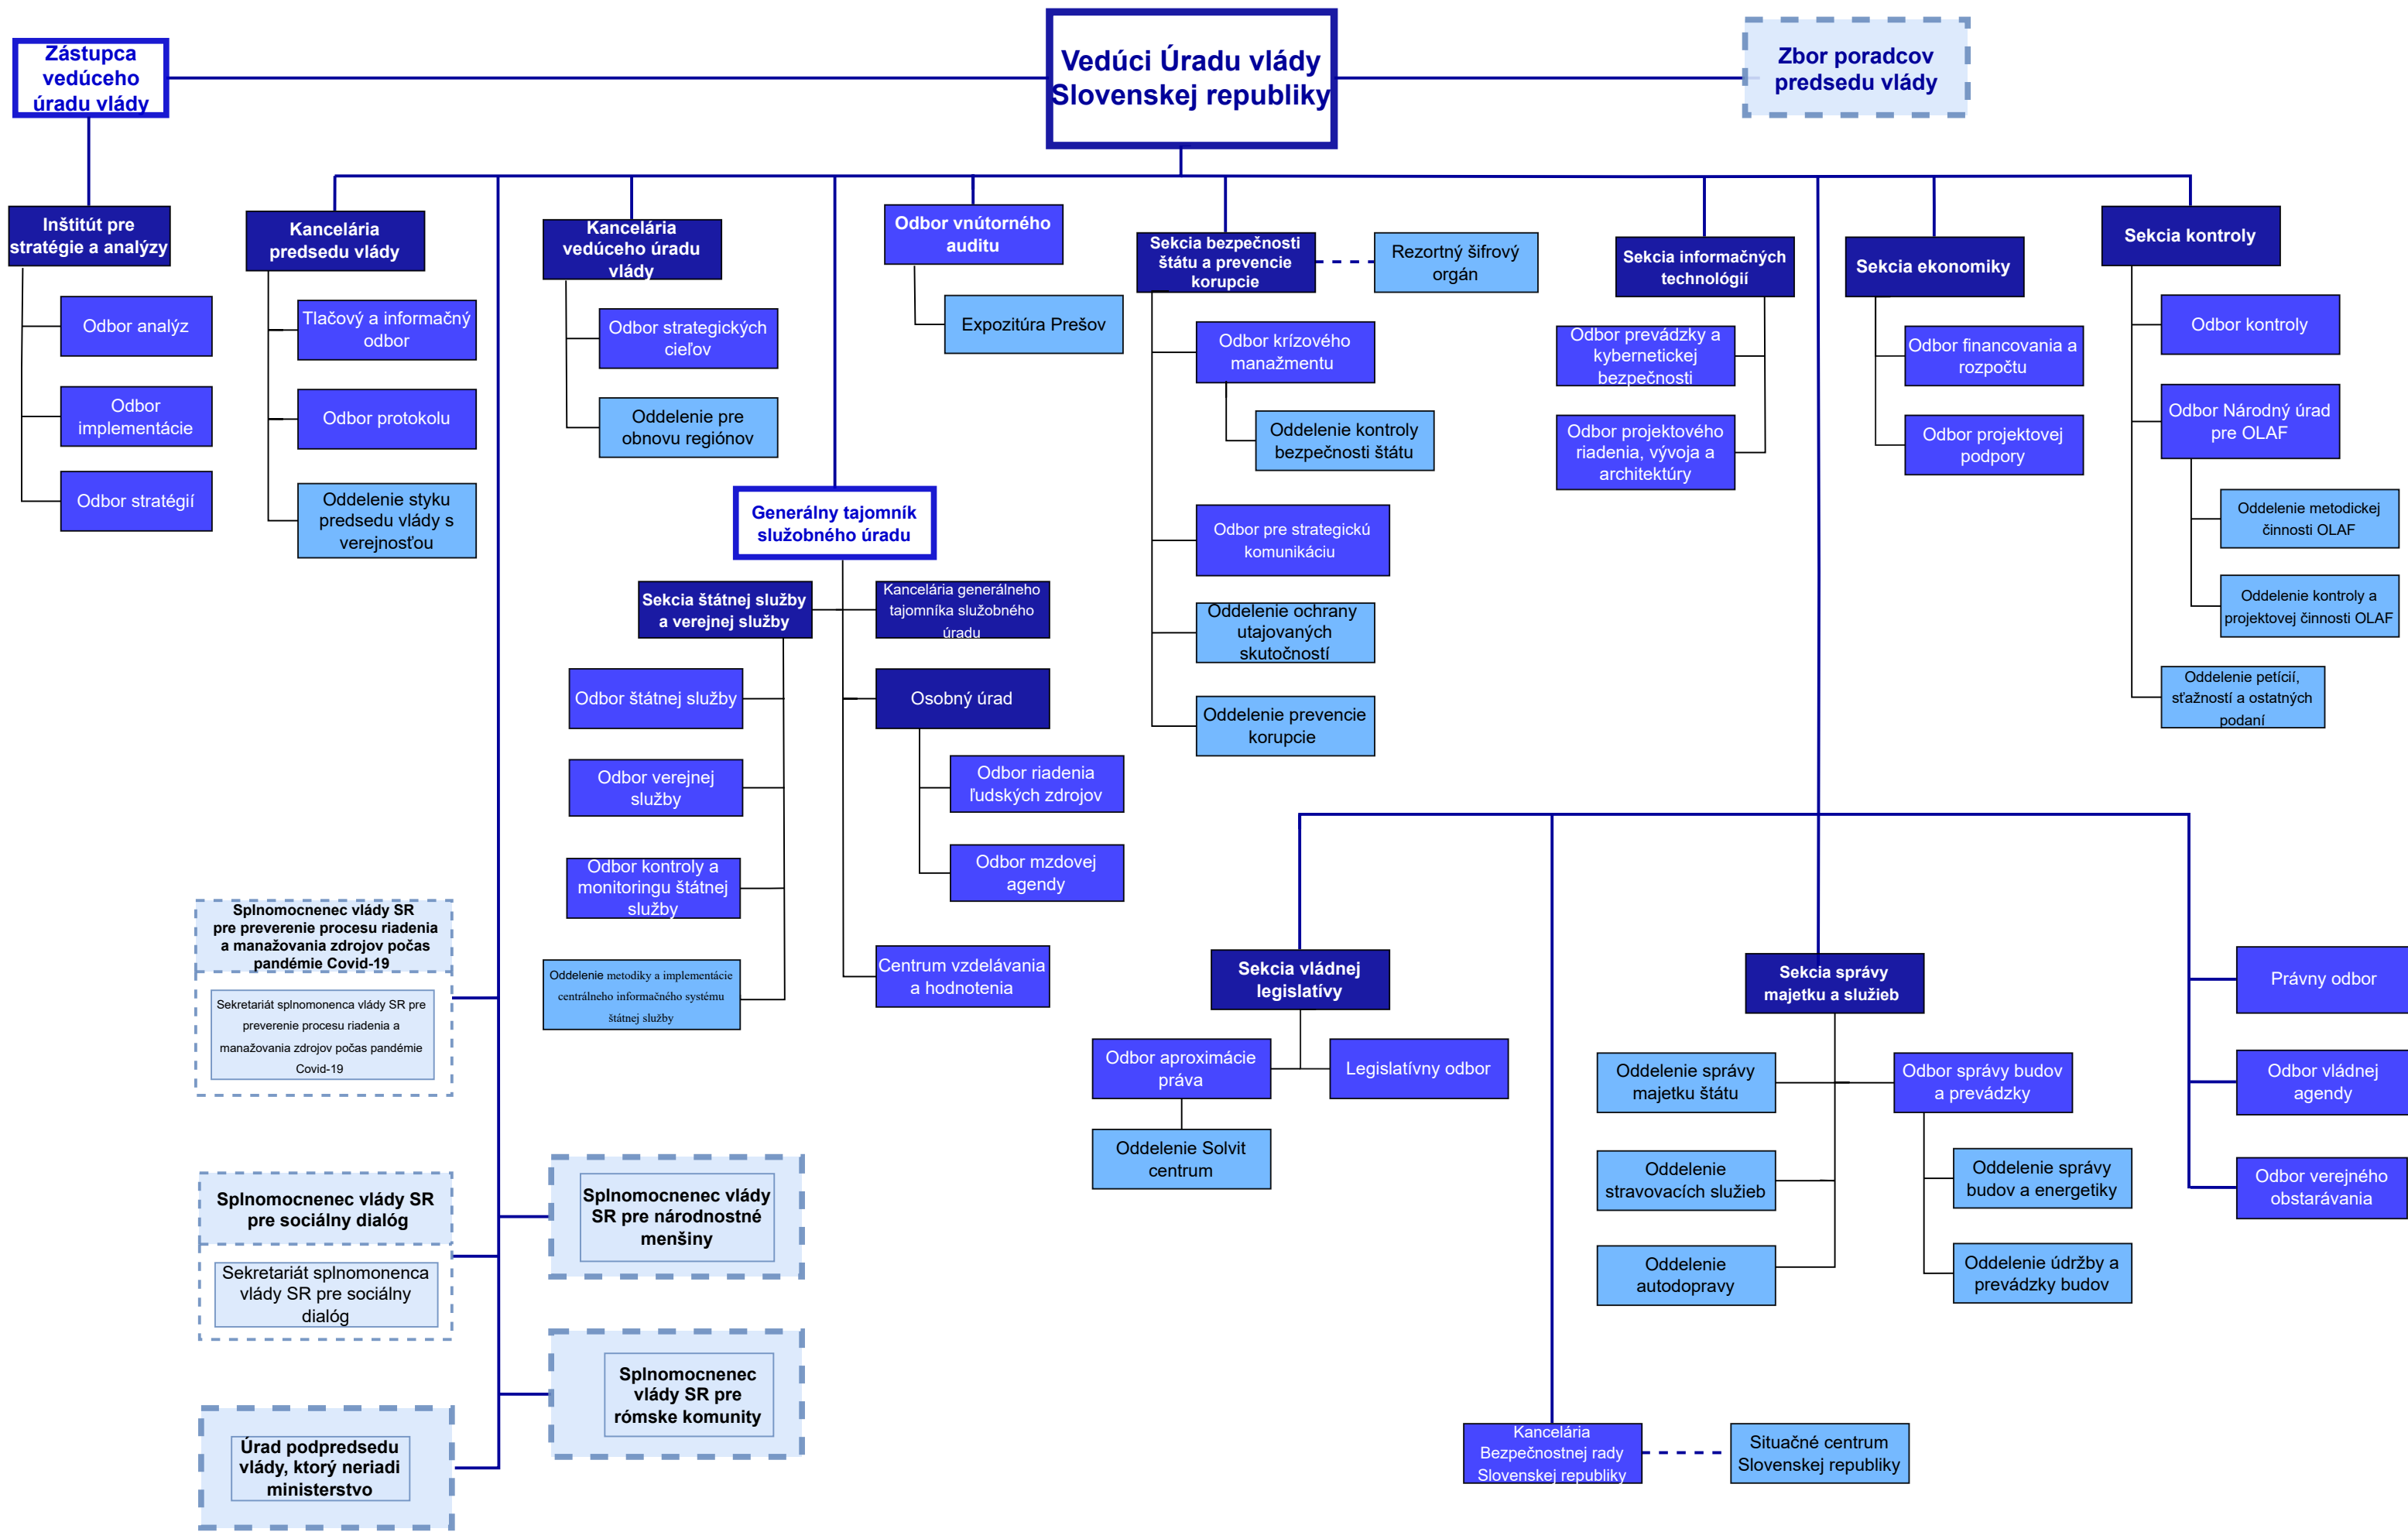 Zástupca
vedúceho
úradu vlády
Vedúci Úradu vlády
Slovenskej republiky
Zbor poradcov
predsedu vlády
Inštitút pre
stratégie a analýzy
Odbor analýz
Odbor
implementácie
Odbor stratégií
Kancelária
predsedu vlády
Tlačový a informačný
odbor
Odbor protokolu
Oddelenie styku
predsedu vlády s
verejnosťou
Kancelária
vedúceho úradu
vlády
Odbor strategických
cieľov
Oddelenie pre
obnovu regiónov
Odbor vnútorného
auditu
Expozitúra Prešov
Sekcia bezpečnosti
štátu a prevencie
korupcie
Rezortný šifrový
orgán
Odbor krízového
manažmentu
Oddelenie kontroly
bezpečnosti štátu
Odbor pre strategickú
komunikáciu
Oddelenie ochrany
utajovaných
skutočností
Oddelenie prevencie
korupcie
Sekcia informačných
technológií
Odbor prevádzky a
kybernetickej
bezpečnosti
Odbor projektového
riadenia, vývoja a
architektúry
Sekcia ekonomiky
Odbor financovania a
rozpočtu
Odbor projektovej
podpory
Sekcia kontroly
Odbor kontroly
Odbor Národný úrad
pre OLAF
Oddelenie metodickej
činnosti OLAF
Oddelenie kontroly a
projektovej činnosti OLAF
Oddelenie petícií,
sťažností a ostatných
podaní
Generálny tajomník
služobného úradu
Sekcia štátnej služby
a verejnej služby
Kancelária generálneho
tajomníka služobného
úradu
Odbor štátnej služby
Odbor verejnej
služby
Odbor kontroly a
monitoringu štátnej
služby
Oddelenie metodiky a implementácie
centrálneho informačného systému
štátnej služby
Osobný úrad
Odbor riadenia
ľudských zdrojov
Odbor mzdovej
agendy
Centrum vzdelávania
a hodnotenia
Splnomocnenec vlády SR
pre preverenie procesu riadenia
a manažovania zdrojov počas
pandémie Covid-19
Sekretariát splnomonenca vlády SR pre
preverenie procesu riadenia a
manažovania zdrojov počas pandémie
Covid-19
Splnomocnenec vlády SR
pre sociálny dialóg
Sekretariát splnomonenca
vlády SR pre sociálny
dialóg
Úrad podpredsedu
vlády, ktorý neriadi
ministerstvo
Splnomocnenec vlády
SR pre národnostné
menšiny
Splnomocnenec
vlády SR pre
rómske komunity
Sekcia vládnej
legislatívy
Odbor aproximácie
práva
Legislatívny odbor
Oddelenie Solvit
centrum
Sekcia správy
majetku a služieb
Oddelenie správy
majetku štátu
Odbor správy budov
a prevádzky
Oddelenie
stravovacích služieb
Oddelenie správy
budov a energetiky
Oddelenie
autodopravy
Oddelenie údržby a
prevádzky budov
Právny odbor
Odbor vládnej
agendy
Odbor verejného
obstarávania
Kancelária
Bezpečnostnej rady
Slovenskej republiky
Situačné centrum
Slovenskej republiky